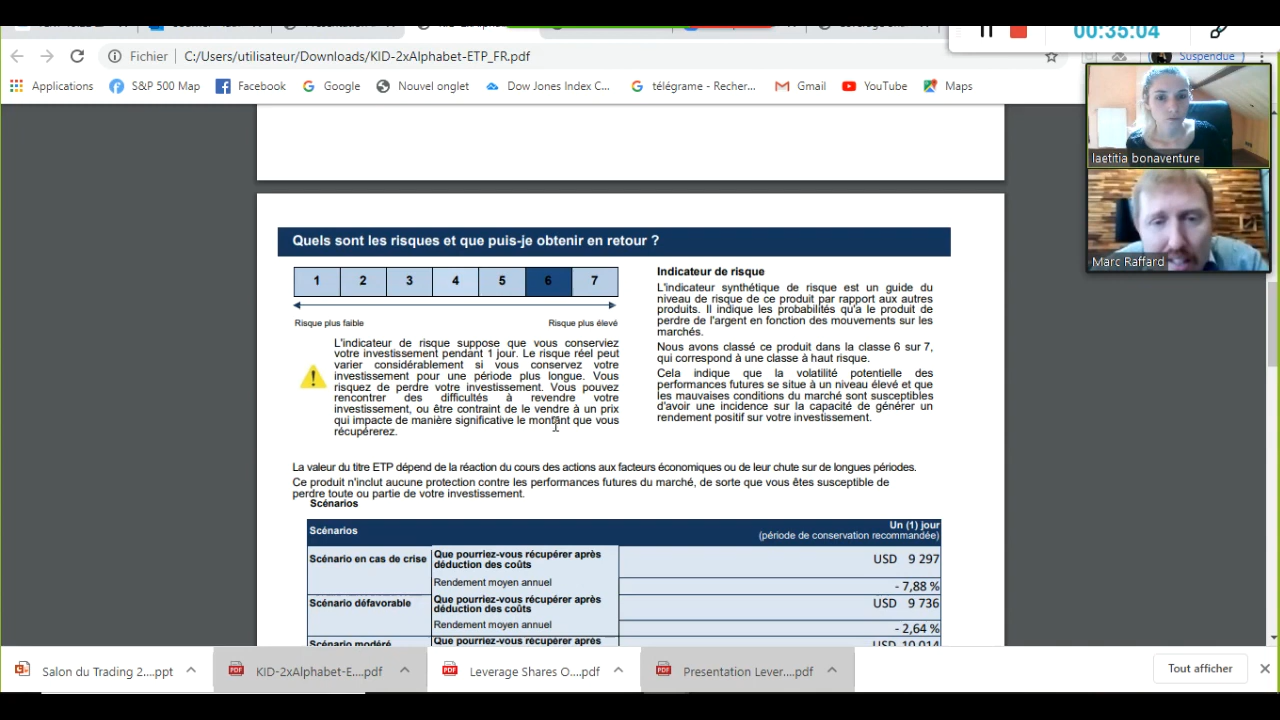 00:35:04
Fichier
C:/Users/utilisateur/Downloads/KID-2xAlphabet-ETP_FR.pdf
Suspendue
Applications
S&P 500 Map
Facebook
Google
Nouvel onglet
Dow Jones Index C...
télégrame - Recher...
Gmail
YouTube
Maps
laetitia bonaventure
Marc Raffard
Quels sont les risques et que puis-je obtenir en retour ?
1 2 3 4 5 6 7
Risque plus faible
Risque plus élevé
L'indicateur de risque suppose que vous conserviez
votre investissement pendant 1 jour. Le risque réel peut
varier considérablement si vous conservez votre
investissement pour une période plus longue. Vous
risquez de perdre votre investissement. Vous pouvez
rencontrer des difficultés à revendre votre
investissement, ou être contraint de le vendre à un prix
qui impacte de manière significative le montant que vous
récupérerez.
Indicateur de risque
L'indicateur synthétique de risque est un guide du
niveau de risque de ce produit par rapport aux autres
produits. Il indique les probabilités qu'a le produit de
perdre de l'argent en fonction des mouvements sur les
marchés.
Nous avons classé ce produit dans la classe 6 sur 7,
qui correspond à une classe à haut risque.
Cela indique que la volatilité potentielle des
performances futures se situe à un niveau élevé et que
les mauvaises conditions du marché sont susceptibles
d'avoir une incidence sur la capacité de générer un
rendement positif sur votre investissement.
La valeur du titre ETP dépend de la réaction du cours des actions aux facteurs économiques ou de leur chute sur de longues périodes.
Ce produit n'inclut aucune protection contre les performances futures du marché, de sorte que vous êtes susceptible de
perdre toute ou partie de votre investissement.
Scénarios
Scénarios
Un (1) jour
(période de conservation recommandée)
Scénario en cas de crise
Que pourriez-vous récupérer après
déduction des coûts
USD 9 297
Rendement moyen annuel
- 7,88 %
Scénario défavorable
Que pourriez-vous récupérer après
déduction des coûts
USD 9 736
Rendement moyen annuel
- 2,64 %
Scénario modéré
Que pourriez-vous récupérer après
USD 10 014
Salon du Trading 2....ppt
KID-2xAlphabet-E....pdf
Leverage Shares O....pdf
Presentation Lever....pdf
Tout afficher